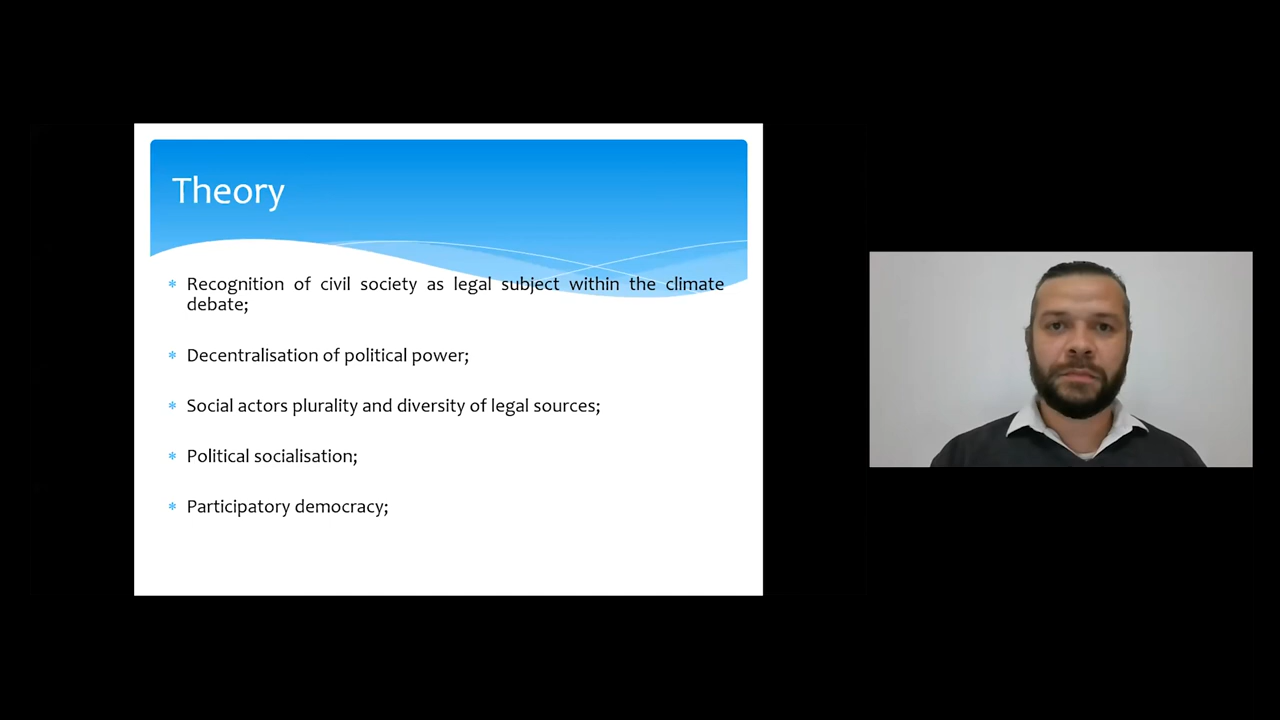 Theory
* Recognition of civil society as legal subject within the climate
debate;
* Decentralisation of political power;
* Social actors plurality and diversity of legal sources;
* Political socialisation;
* Participatory democracy;